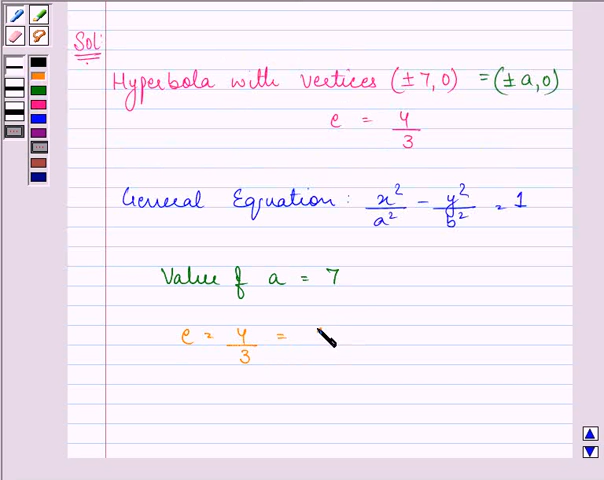 Sol:
Hyperbola with vertices (±7,0) = (±a,0)
e = 4/3
General Equation: x²/a² - y²/b² = 1
Value of a = 7
e = 4/3 =